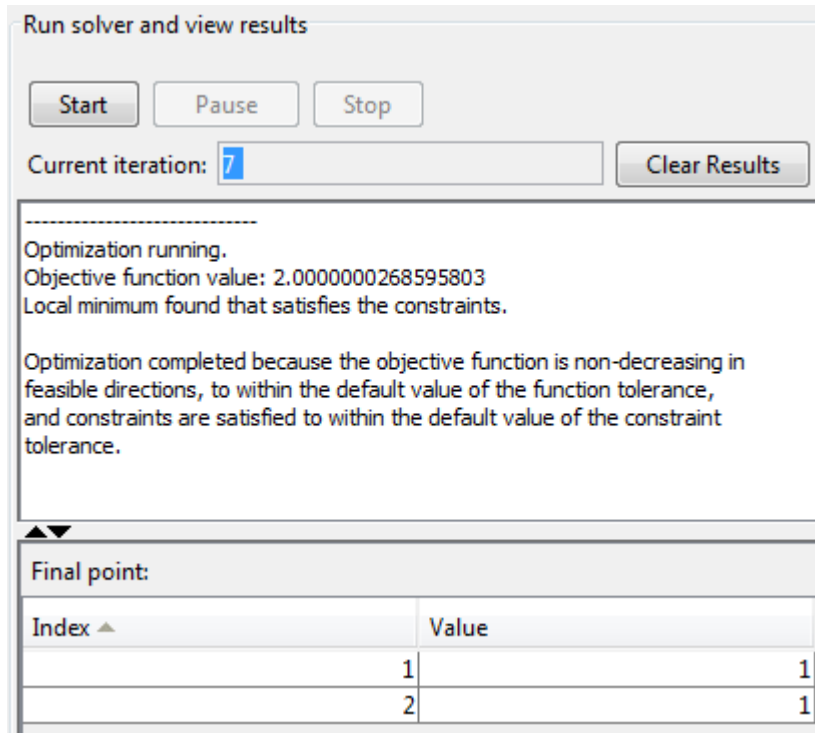 Run solver and view results
Start Pause Stop
Current iteration: 7 Clear Results
-----------------------------
Optimization running.
Objective function value: 2.0000000268595803
Local minimum found that satisfies the constraints.
Optimization completed because the objective function is non-decreasing in
feasible directions, to within the default value of the function tolerance,
and constraints are satisfied to within the default value of the constraint
tolerance.
Final point:
Index Value
1 1
2 1